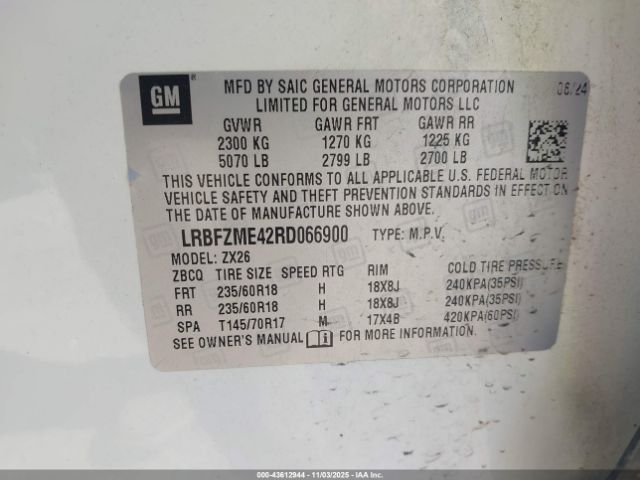 GM ®
MFD BY SAIC GENERAL MOTORS CORPORATION 08/24
LIMITED FOR GENERAL MOTORS LLC
GVWR GAWR FRT GAWR RR
2300 KG 1270 KG 1225 KG
5070 LB 2799 LB 2700 LB
THIS VEHICLE CONFORMS TO ALL APPLICABLE U.S. FEDERAL MOTOR
VEHICLE SAFETY AND THEFT PREVENTION STANDARDS IN EFFECT ON
THE DATE OF MANUFACTURE SHOWN ABOVE.
LRBFZME42RD066900 TYPE: M.P.V.
MODEL: ZX26
ZBCQ TIRE SIZE SPEED RTG RIM COLD TIRE PRESSURE
FRT 235/60R18 H 18X8J 240KPA(35PSI)
RR 235/60R18 H 18X8J 240KPA(35PSI)
SPA T145/70R17 M 17X4B 420KPA(60PSI)
SEE OWNER'S MANUAL FOR MORE INFORMATION.
000-43612944 - 11/03/2025 - IAAI.CA